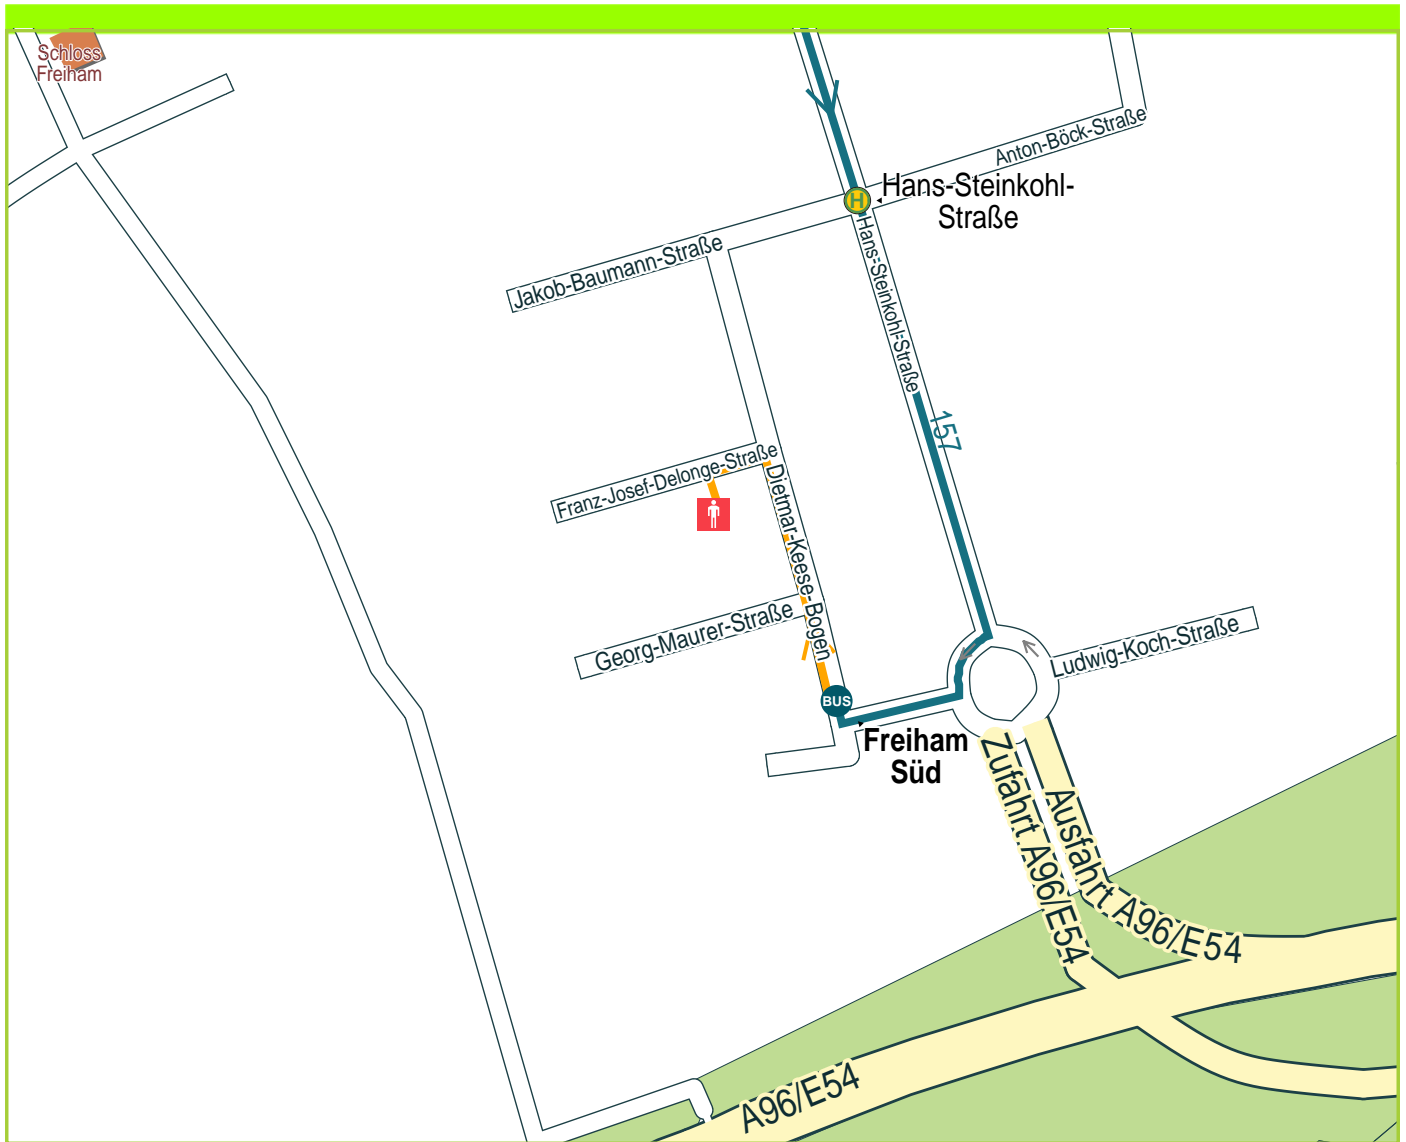 Schloss
Freiham
Anton-Böck-Straße
Hans-Steinkohl-
Straße
H
Hans-Steinkohl-Straße
Jakob-Baumann-Straße
157
Franz-Josef-Delonge-Straße
Dietmar-Keese-Bogen
Georg-Maurer-Straße
Ludwig-Koch-Straße
BUS
Freiham
Süd
Zufahrt A96/E54
Ausfahrt A96/E54
A96/E54